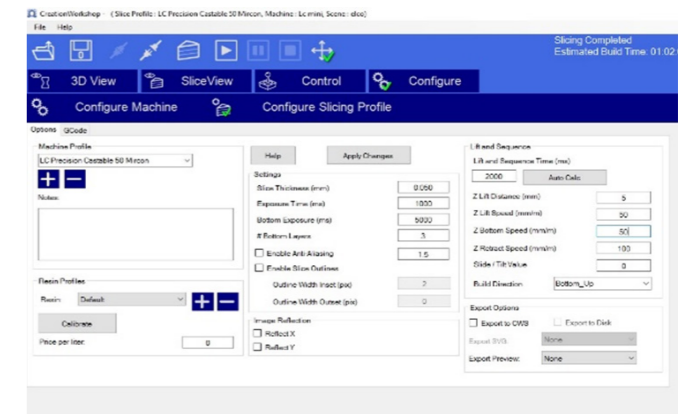 CreationWorkshop - (Slice Profile: LC Precision Castable 50 Mircon, Machine: Lc mini, Scene: elco)
File Help
Slicing Completed
Estimated Build Time: 01:02:
3D View SliceView Control Configure
Configure Machine Configure Slicing Profile
Options GCode
Machine Profile
LC Precision Castable 50 Mircon
Notes:
Resin Profiles
Resin Default
Calibrate
Price per liter: 0
Help Apply Changes
Settings
Slice Thickness (mm) 0.050
Exposure Time (ms) 1000
Bottom Exposure (ms) 5000
# Bottom Layers 3
Enable Anti Aliasing 1.5
Enable Slice Outlines
Outline Width Inset (pix) 2
Outline Width Outset (pix) 0
Image Reflection
Reflect X
Reflect Y
Lift and Sequence
Lift and Sequence Time (ms)
2000 Auto Calc
Z Lift Distance (mm) 5
Z Lift Speed (mm/m) 50
Z Bottom Speed (mm/m) 50
Z Retract Speed (mm/m) 100
Slide / Tilt Value 0
Build Direction Bottom_Up
Export Options
Export to CWS Export to Disk
Export SVG: None
Export Preview: None